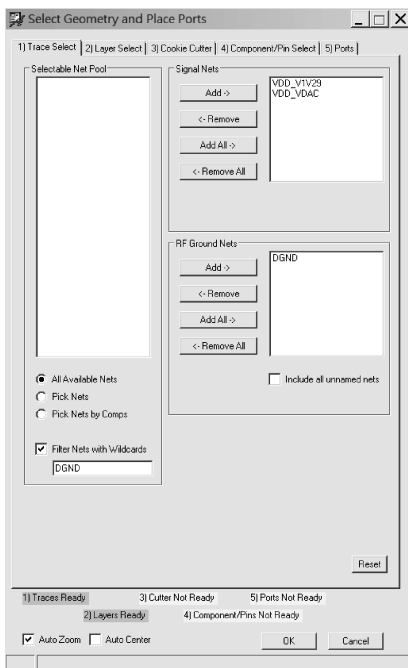 Select Geometry and Place Ports
1) Trace Select 2) Layer Select 3) Cookie Cutter 4) Component/Pin Select 5) Ports
Selectable Net Pool
All Available Nets
Pick Nets
Pick Nets by Comps
Filter Nets with Wildcards
DGND
Signal Nets
Add ->
<- Remove
Add All ->
<- Remove All
VDD_V1V29
VDD_VDAC
RF Ground Nets
Add ->
<- Remove
Add All ->
<- Remove All
DGND
Include all unnamed nets
Reset
1) Traces Ready 3) Cutter Not Ready 5) Ports Not Ready
2) Layers Ready 4) Component/Pins Not Ready
Auto Zoom Auto Center OK Cancel